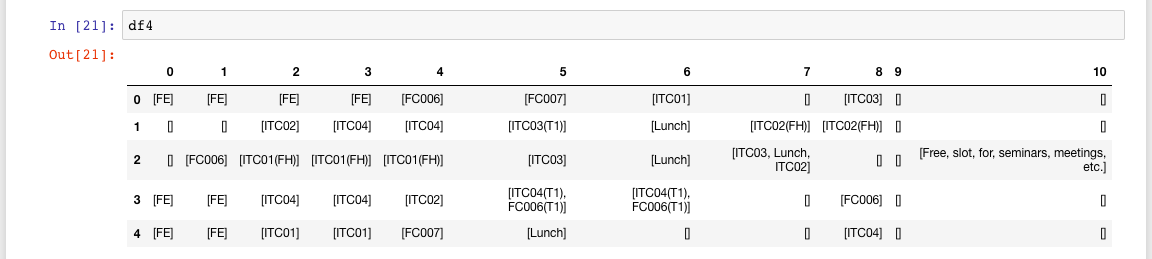 In [21]: df4
Out[21]:
0 1 2 3 4 5 6 7 8 9 10
0 [FE] [FE] [FE] [FE] [FC006] [FC007] [ITC01] [] [ITC03] [] []
1 [] [] [ITC02] [ITC04] [ITC04] [ITC03(T1)] [Lunch] [ITC02(FH)] [ITC02(FH)] [] []
2 [] [FC006] [ITC01(FH)] [ITC01(FH)] [ITC01(FH)] [ITC03] [Lunch] [ITC03, Lunch, ITC02] [] [] [Free, slot, for, seminars, meetings, etc.]
3 [FE] [FE] [ITC04] [ITC04] [ITC02] [ITC04(T1), FC006(T1)] [ITC04(T1), FC006(T1)] [] [FC006] [] []
4 [FE] [FE] [ITC01] [ITC01] [FC007] [Lunch] [] [] [ITC04] [] []